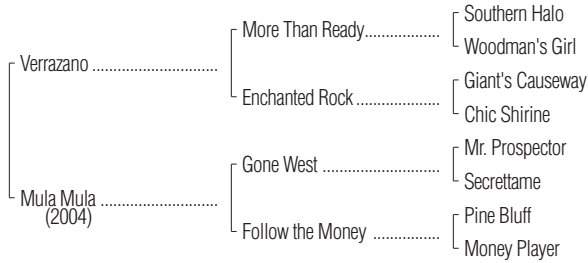 Southern Halo
More Than Ready..................
Woodman's Girl
Verrazano ..............................
Giant's Causeway
Enchanted Rock .....................
Chic Shirine
Mr. Prospector
Gone West ............................
Secrettame
Mula Mula ............................
(2004)
Pine Bluff
Follow the Money ................
Money Player